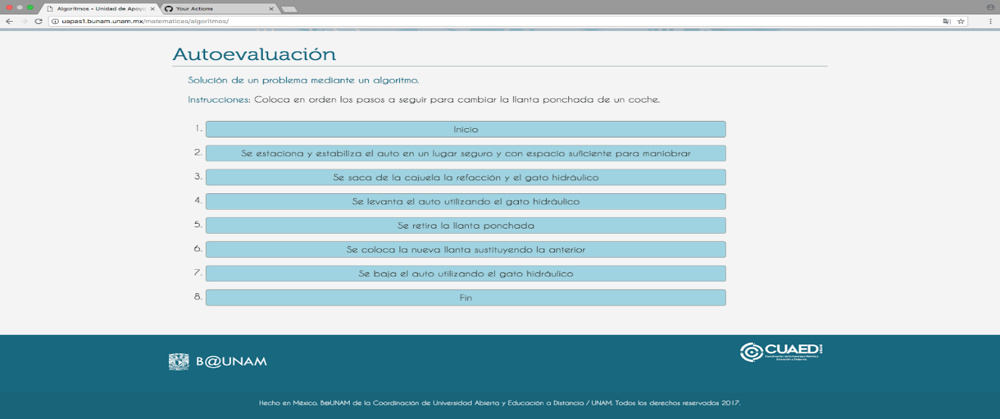 Algoritmos - Unidad de Apoyo
Your Actions
uapas1.bunam.unam.mx/matematicas/algoritmos/
Autoevaluación
Solución de un problema mediante un algoritmo.
Instrucciones: Coloca en orden los pasos a seguir para cambiar la llanta ponchada de un coche.
1. Inicio
2. Se estaciona y estabiliza el auto en un lugar seguro y con espacio suficiente para maniobrar
3. Se saca de la cajuela la refacción y el gato hidráulico
4. Se levanta el auto utilizando el gato hidráulico
5. Se retira la llanta ponchada
6. Se coloca la nueva llanta sustituyendo la anterior
7. Se baja el auto utilizando el gato hidráulico
8. Fin
CUAED
Coordinación de Universidad Abierta y
Educación a Distancia
B@UNAM
Hecho en México. B@UNAM de la Coordinación de Universidad Abierta y Educación a Distancia / UNAM. Todos los derechos reservados 2017.